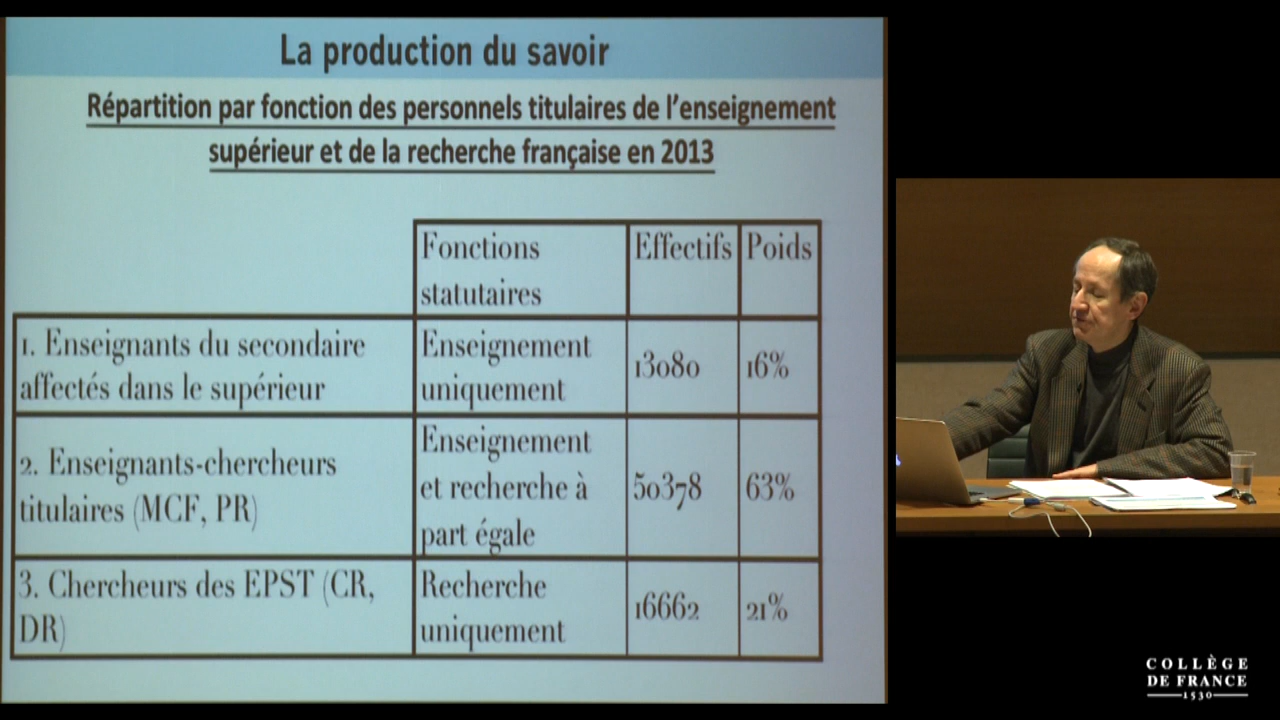 La production du savoir
Répartition par fonction des personnels titulaires de l'enseignement
supérieur et de la recherche française en 2013
Fonctions
statutaires
Effectifs
Poids
1. Enseignants du secondaire
affectés dans le supérieur
Enseignement
uniquement
13080
16%
2. Enseignants-chercheurs
titulaires (MCF, PR)
Enseignement
et recherche à
part égale
50378
63%
3. Chercheurs des EPST (CR,
DR)
Recherche
uniquement
16662
21%
COLLÈGE
DE FRANCE
1530